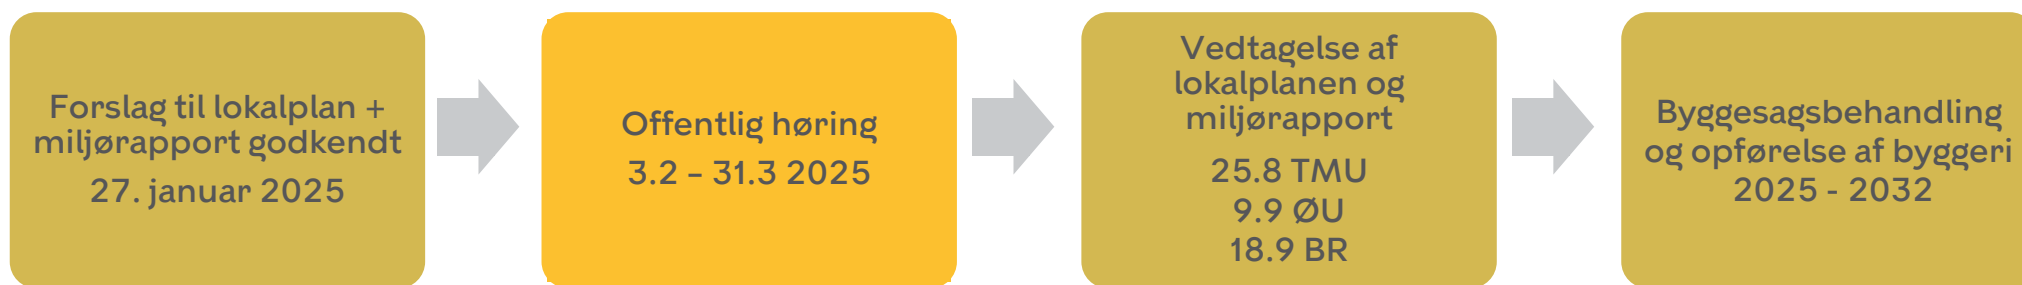 Forslag til lokalplan +
miljørapport godkendt
27. januar 2025
Offentlig høring
3.2 – 31.3 2025
Vedtagelse af
lokalplanen og
miljørapport
25.8 TMU
9.9 ØU
18.9 BR
Byggesagsbehandling
og opførelse af byggeri
2025 - 2032